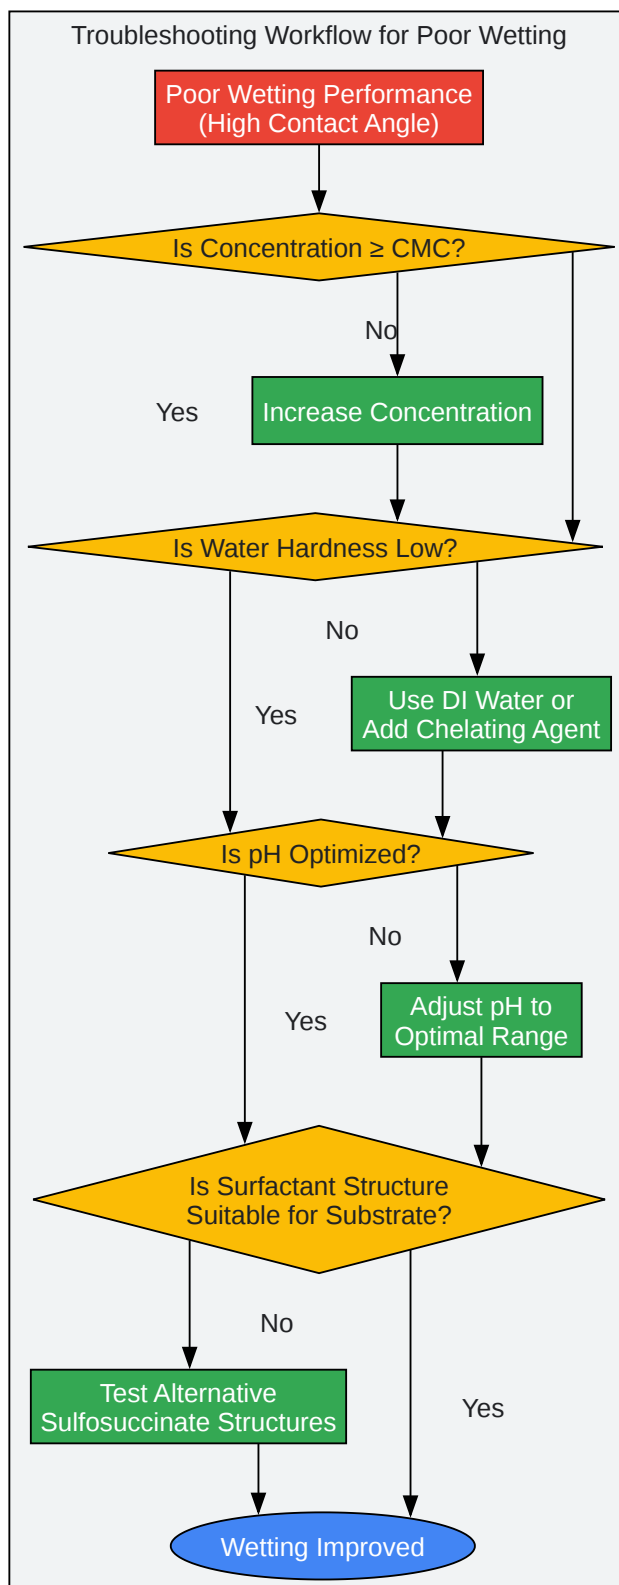 Troubleshooting Workflow for Poor Wetting
Poor Wetting Performance
(High Contact Angle)
Is Concentration ≥ CMC?
No
Increase Concentration
Yes
Is Water Hardness Low?
No
Use DI Water or
Add Chelating Agent
Yes
Is pH Optimized?
No
Adjust pH to
Optimal Range
Yes
Is Surfactant Structure
Suitable for Substrate?
No
Test Alternative
Sulfosuccinate Structures
Yes
Wetting Improved